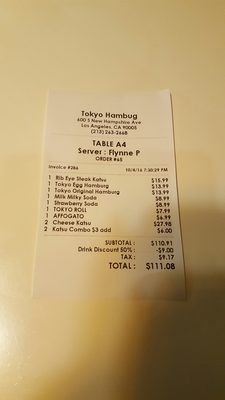 Tokyo Hambug
600 S New Hampshire Ave
Los Angeles, CA 90005
(213) 263-2668
TABLE A4
Server : Flynne P
ORDER #65
Invoice #286 10/4/16 7:30:29 PM
1 Rib Eye Steak Katsu $15.99
1 Tokyo Egg Hamburg $13.99
1 Tokyo Original Hamburg $13.99
1 Milk Milky Soda $8.99
1 Strawberry Soda $8.99
1 TOKYO ROLL $7.99
1 AFFOGATO $6.99
2 Cheese Katsu $27.98
2 Katsu Combo $3 add $6.00
SUBTOTAL : $110.91
Drink Discount 50% : -$9.00
TAX : $9.17
TOTAL : $111.08